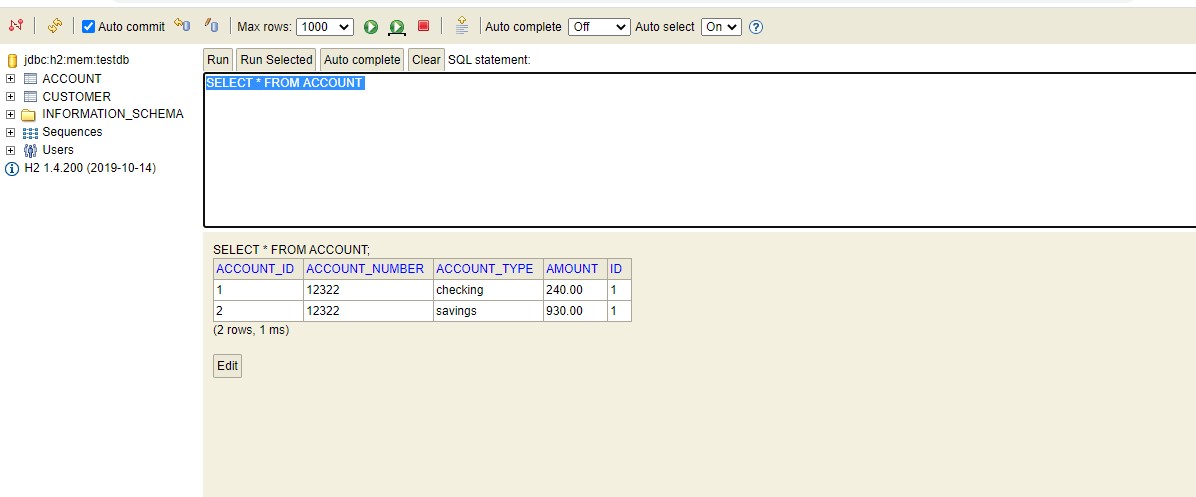 Auto commit Max rows: 1000 Auto complete Off Auto select On ?
jdbc:h2:mem:testdb
ACCOUNT
CUSTOMER
INFORMATION_SCHEMA
Sequences
Users
H2 1.4.200 (2019-10-14)
Run Run Selected Auto complete Clear SQL statement:
SELECT * FROM ACCOUNT
SELECT * FROM ACCOUNT;
ACCOUNT_ID ACCOUNT_NUMBER ACCOUNT_TYPE AMOUNT ID
1 12322 checking 240.00 1
2 12322 savings 930.00 1
(2 rows, 1 ms)
Edit